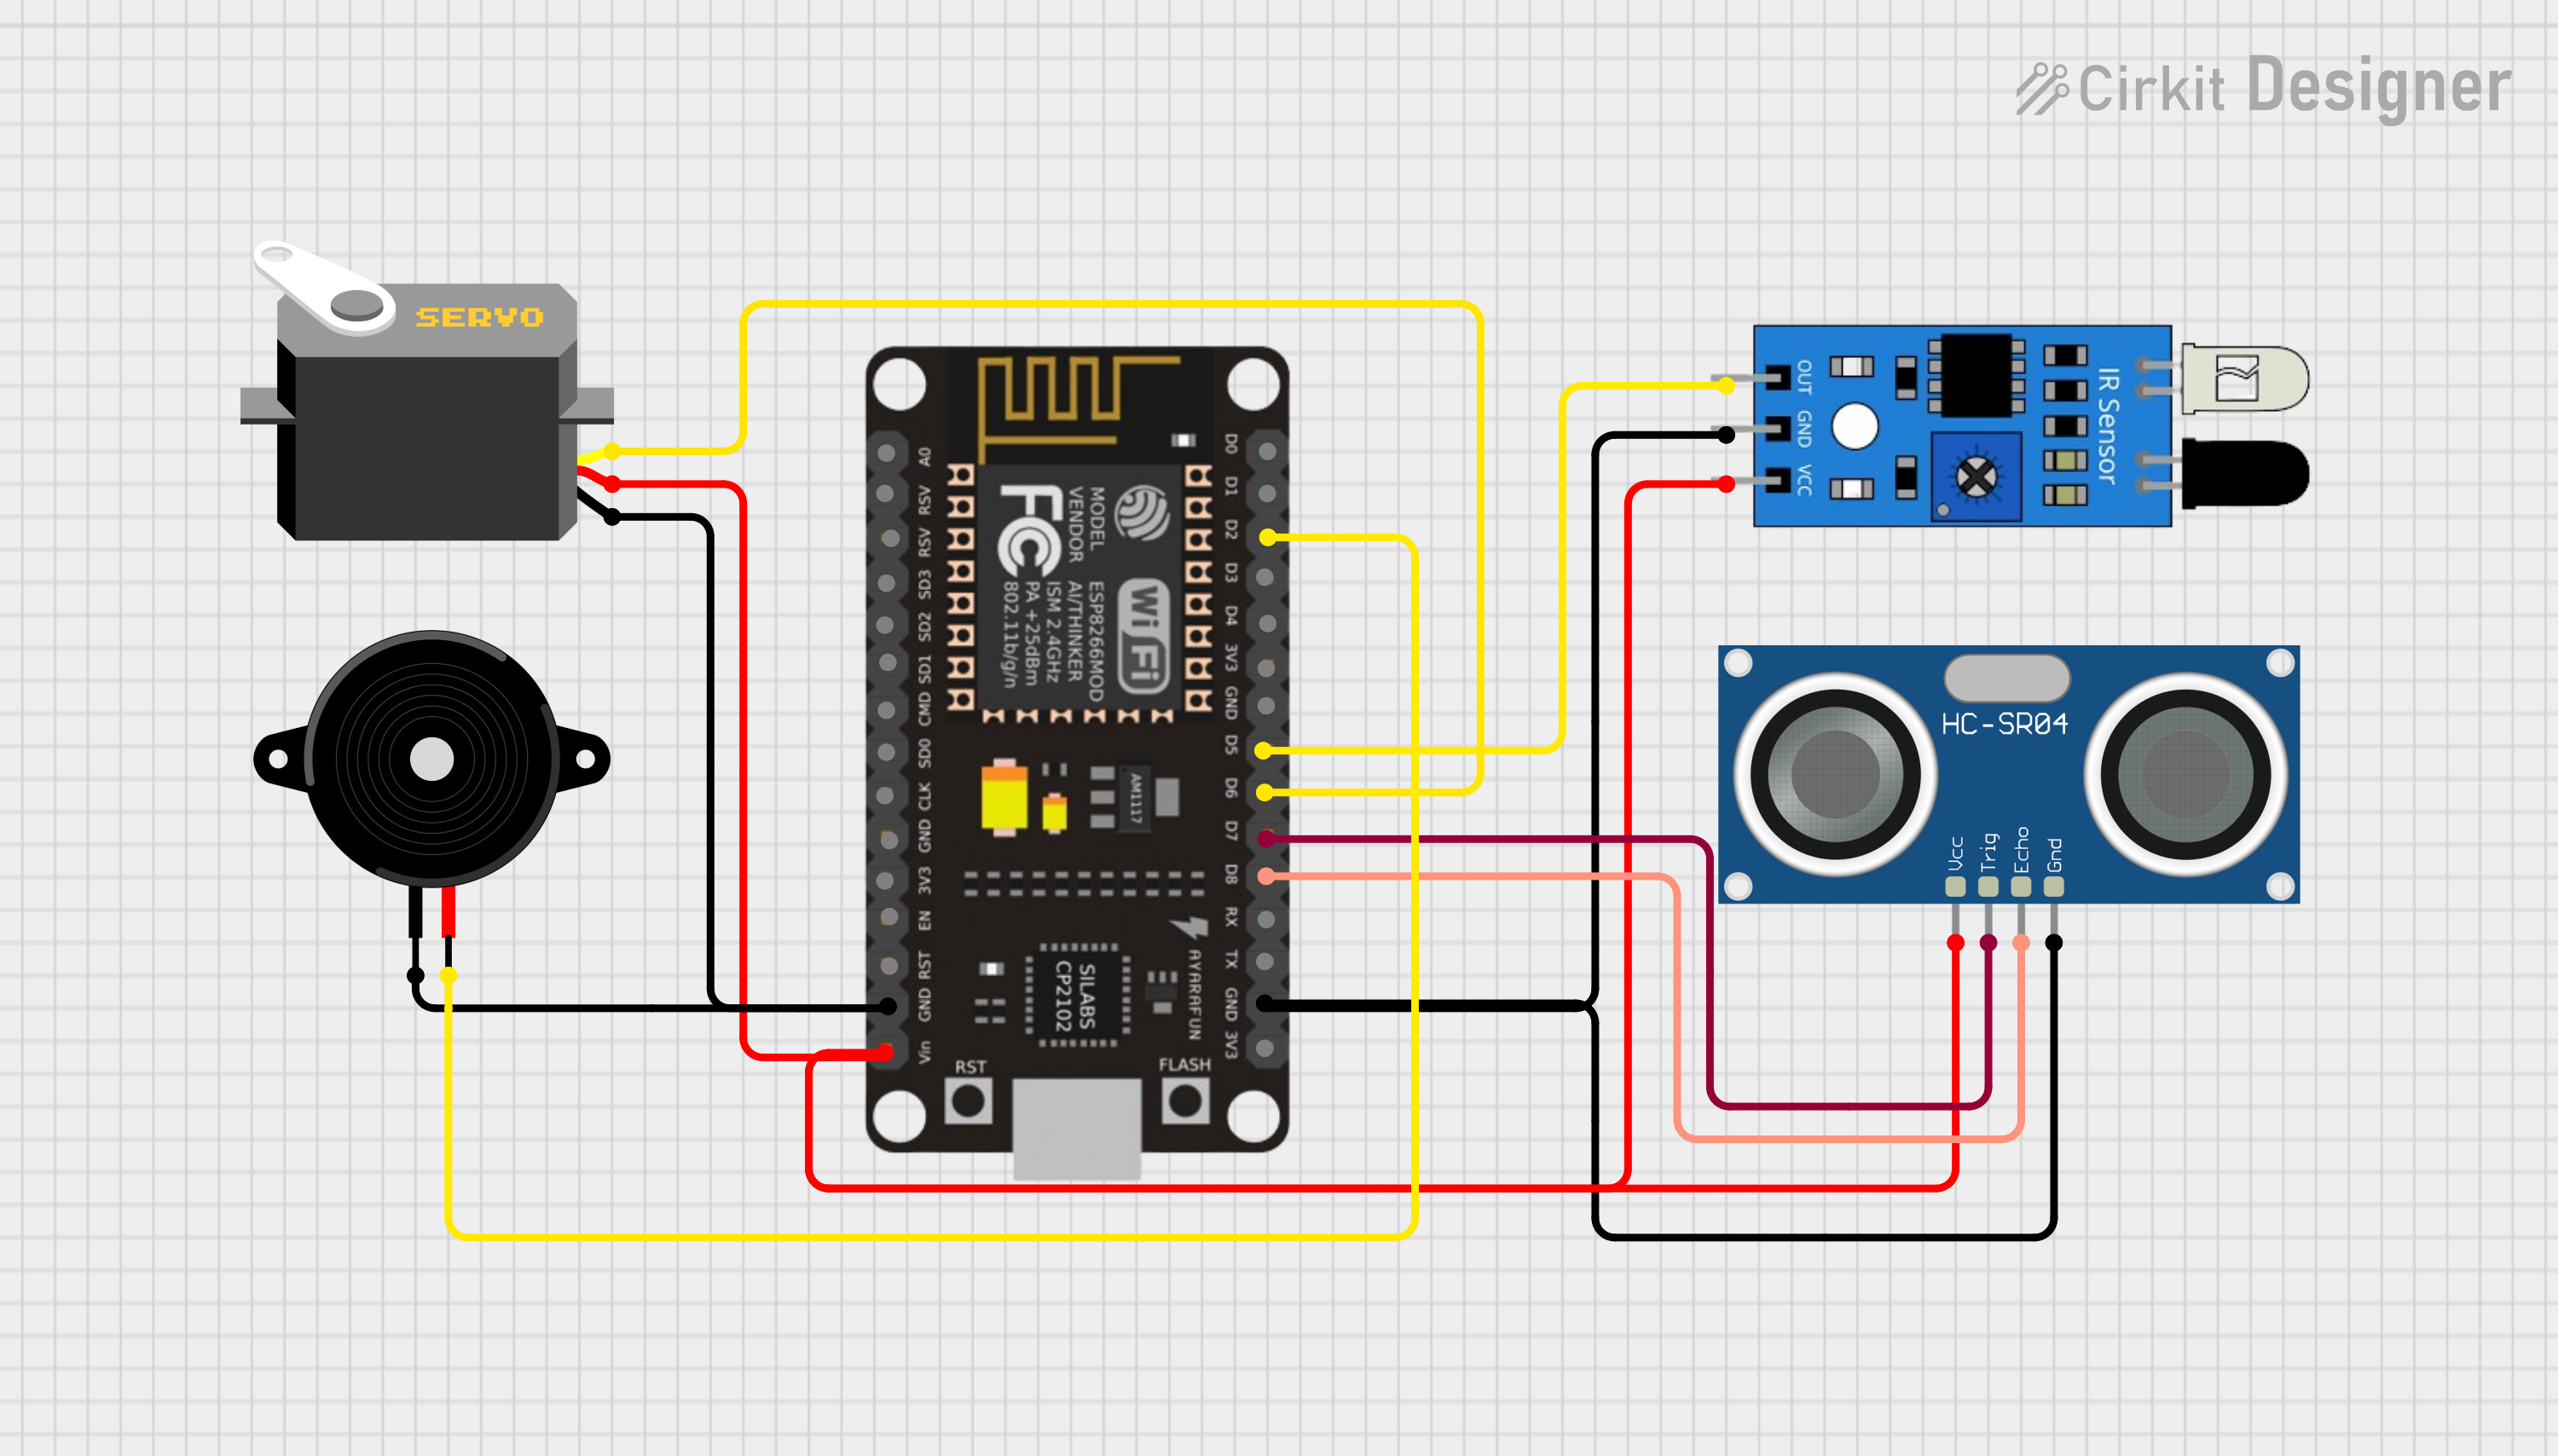 Cirkit Designer
SERVO
OUT
GND
VCC
IR Sensor
A0
RSV
RSV
SD3
SD2
SD1
CMD
SD0
CLK
GND
3V3
EN
RST
GND
Vin
D0
D1
D2
D3
D4
3V3
GND
D5
D6
D7
D8
RX
TX
GND
3V3
FC
MODEL
VENDOR
ESP8266MOD
AI/THINKER
ISM 2.4GHz
PA +25dBm
802.11b/g/n
WiFi
AM1117
SILABS
CP2102
AYARAFUN
RST
FLASH
HC-SR04
Vcc
Trig
Echo
Gnd